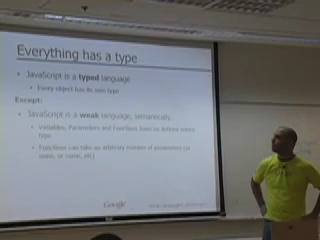 Everything has a type
• JavaScript is a typed language
• Every object has its own type
Except:
• JavaScript is a weak language, semantically.
• Variables, Parameters and Functions have no defined
type
• Functions can take an arbitrary number of parameters (or
none, or some, etc)
Google